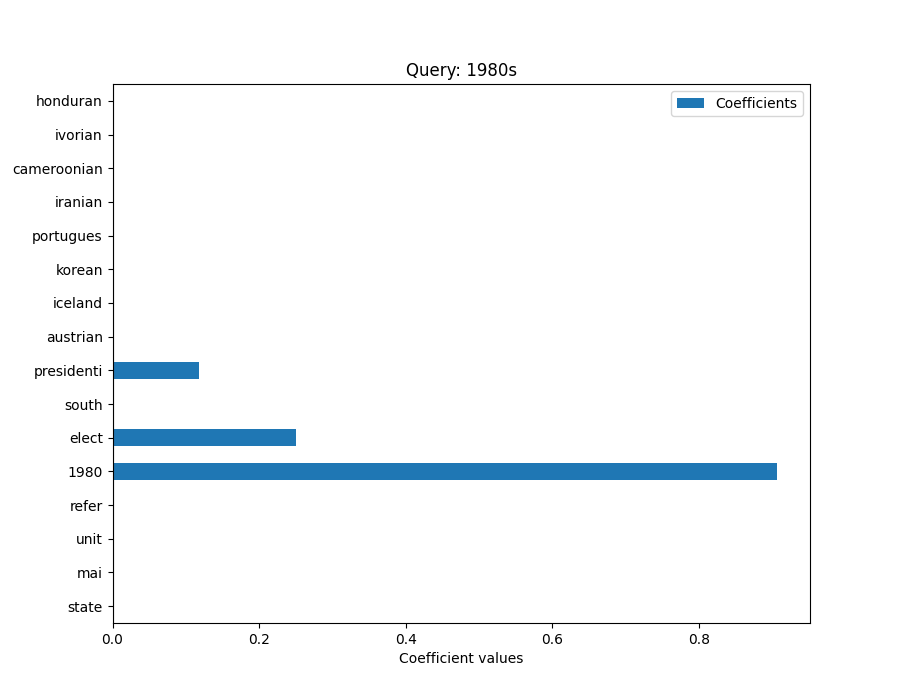 Query: 1980s
Coefficients
honduran
ivorian
cameroonian
iranian
portugues
korean
iceland
austrian
presidenti
south
elect
1980
refer
unit
mai
state
0.0 0.2 0.4 0.6 0.8
Coefficient values